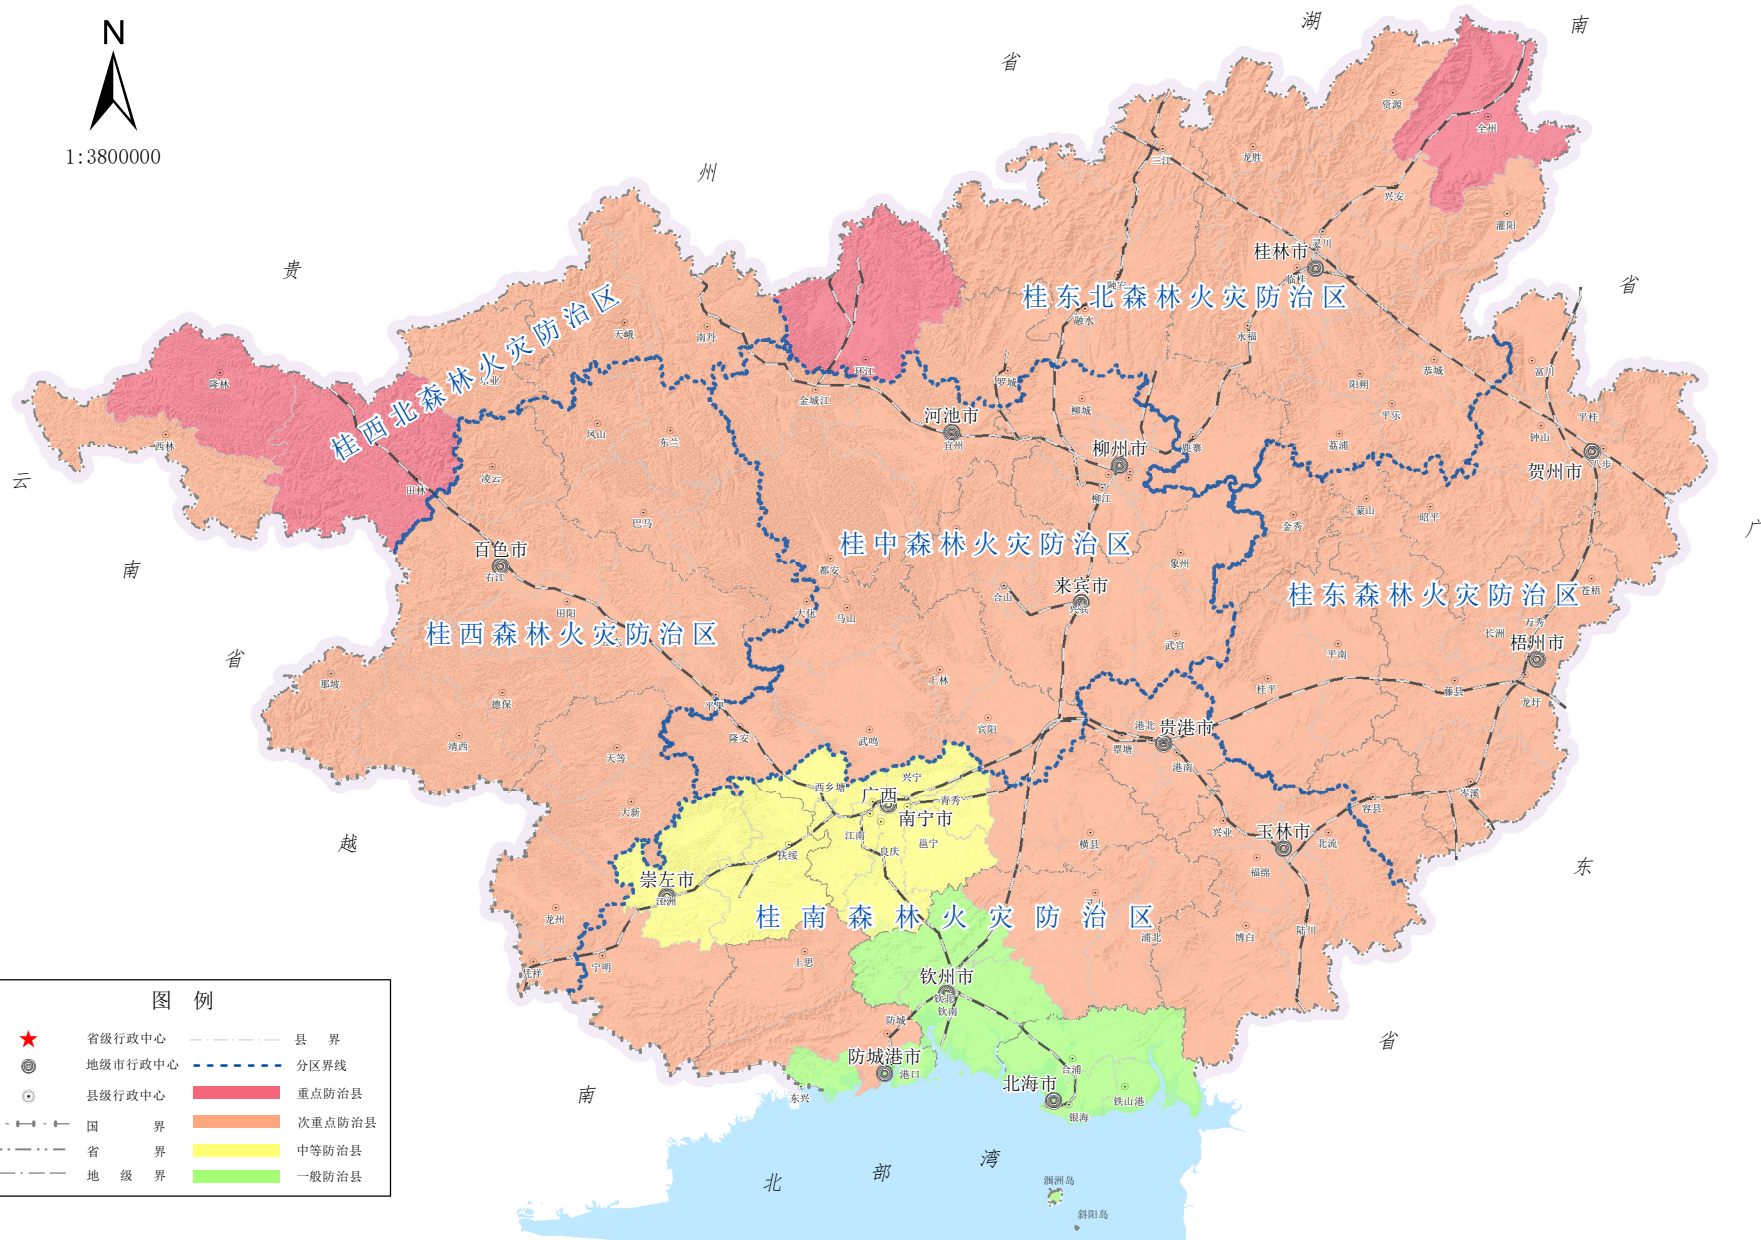 N
1:3800000
湖
南
省
州
贵
省
云
南
省
越
南
广
东
省
北
部
湾
桂西北森林火灾防治区
桂东北森林火灾防治区
桂中森林火灾防治区
桂东森林火灾防治区
桂西森林火灾防治区
桂南森林火灾防治区
资源
全州
三江
龙胜
兴安
灌阳
桂林市
灵川
临桂
融安
融水
永福
阳朔
恭城
平乐
荔浦
富川
平桂
钟山
贺州市
八步
天峨
南丹
环江
罗城
金城江
河池市
宜州
柳城
柳州市
鹿寨
柳江
隆林
西林
田林
凤山
东兰
凌云
巴马
百色市
右江
田阳
都安
大化
马山
合山
来宾市
兴宾
象州
武宣
金秀
蒙山
昭平
苍梧
万秀
长洲
梧州市
龙圩
平南
桂平
藤县
岑溪
容县
那坡
德保
靖西
平果
天等
大新
隆安
武鸣
上林
宾阳
港北
贵港市
覃塘
港南
西乡塘
兴宁
广西
青秀
南宁市
江南
良庆
邕宁
扶绥
崇左市
江洲
龙州
凭祥
宁明
上思
横县
灵山
浦北
兴业
玉林市
北流
福绵
博白
陆川
钦州市
钦北
钦南
防城
防城港市
港口
东兴
北海市
合浦
银海
铁山港
涠洲岛
斜阳岛
图 例
省级行政中心
县 界
地级市行政中心
分区界线
县级行政中心
重点防治县
国 界
次重点防治县
省 界
中等防治县
地 级 界
一般防治县